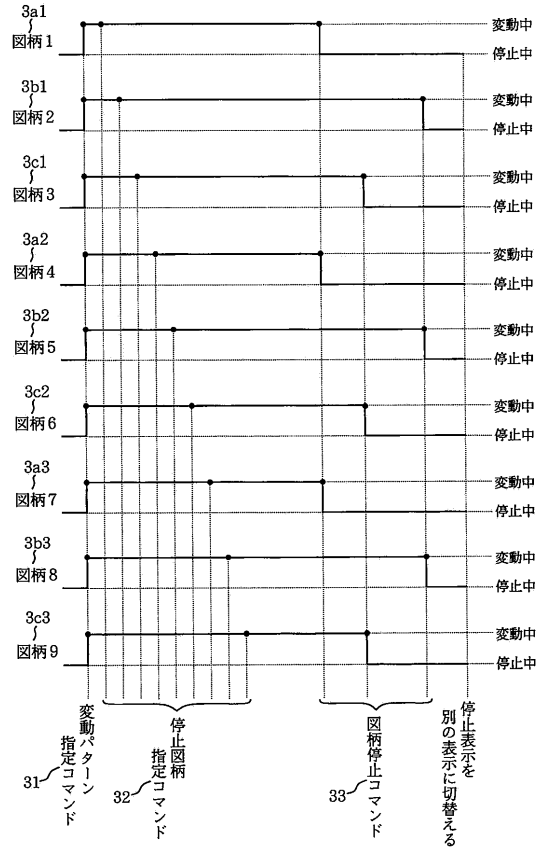 3a1
図柄1
変動中
停止中
3b1
図柄2
変動中
停止中
3c1
図柄3
変動中
停止中
3a2
図柄4
変動中
停止中
3b2
図柄5
変動中
停止中
3c2
図柄6
変動中
停止中
3a3
図柄7
変動中
停止中
3b3
図柄8
変動中
停止中
3c3
図柄9
変動中
停止中
変動パターン
指定コマンド
31
停止図柄
指定コマンド
32
図柄停止コマンド
33
停止表示を
別の表示に切替える